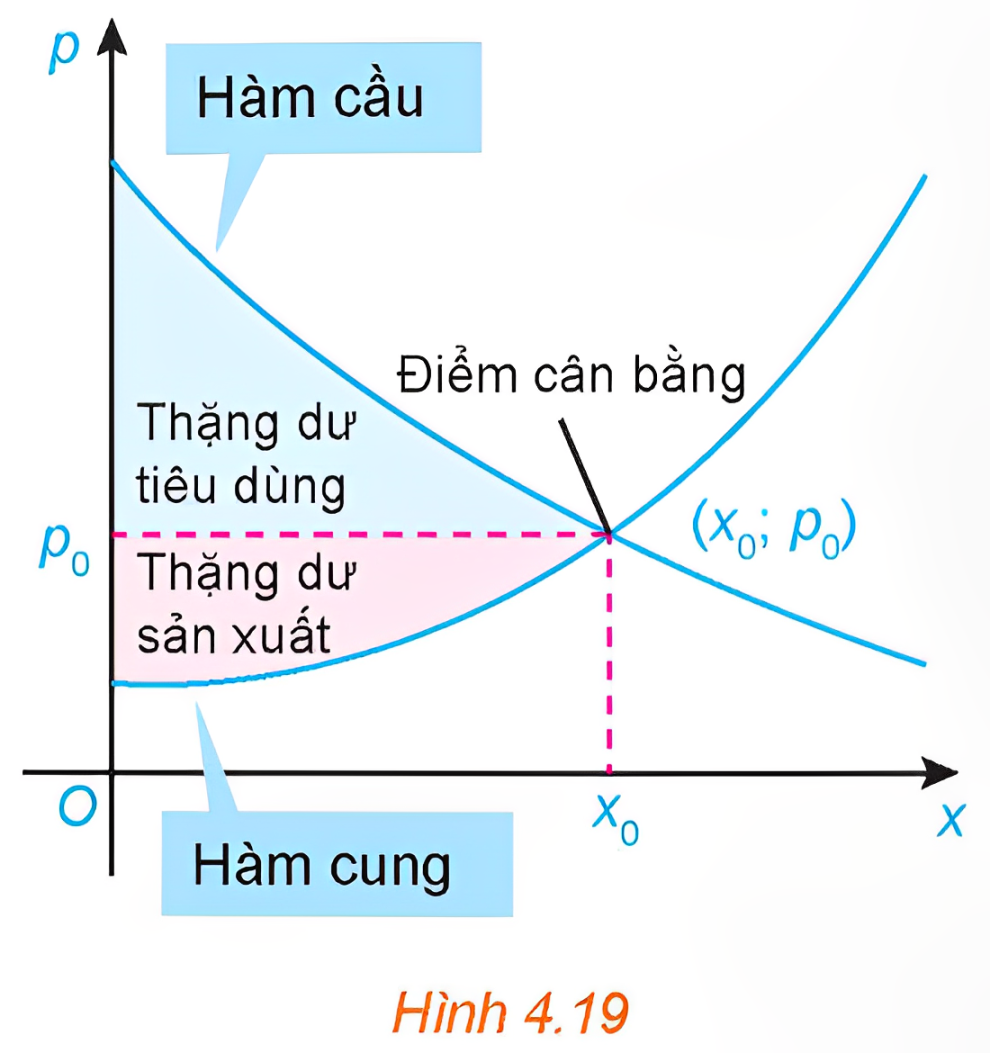 p
Hàm cầu
Điểm cân bằng
Thặng dư
tiêu dùng
(x₀; p₀)
p₀
Thặng dư
sản xuất
O
x₀
x
Hàm cung
Hình 4.19